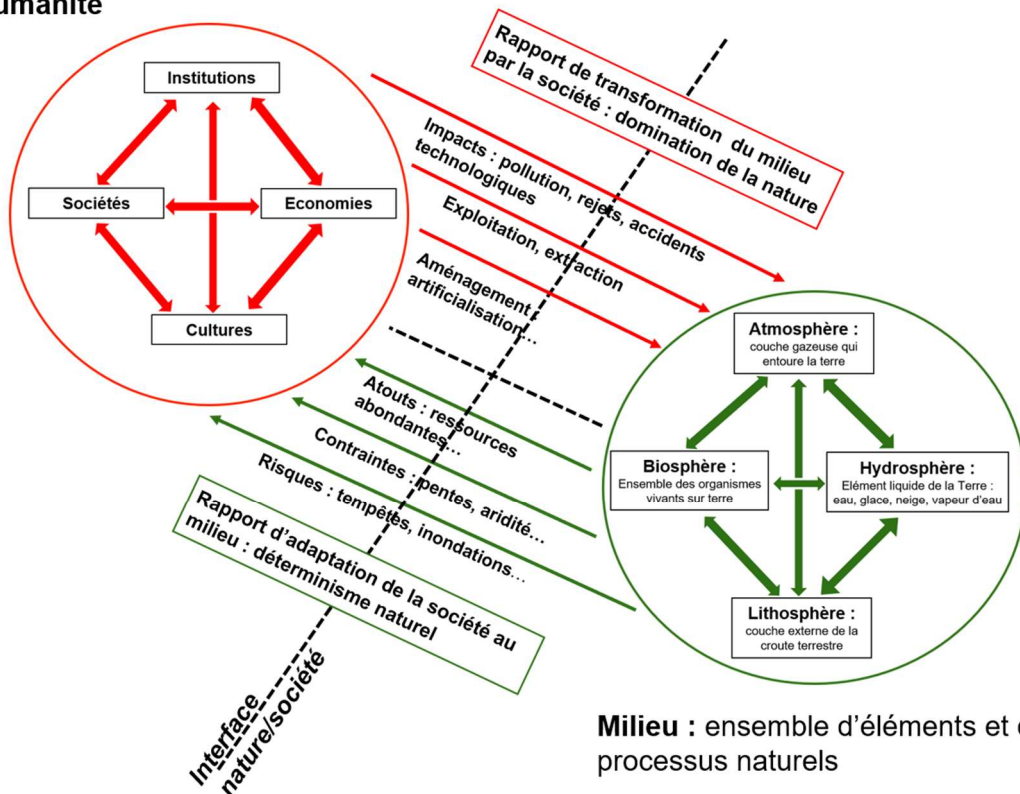 umanité
Institutions
Sociétés
Economies
Cultures
Rapport de transformation du milieu
par la société : domination de la nature
Impacts : pollution, rejets, accidents
technologiques
Exploitation, extraction
Aménagement,
artificialisation…
Atouts : ressources
abondantes…
Contraintes : pentes, aridité…
Risques : tempêtes, inondations…
Rapport d’adaptation de la société au
milieu : déterminisme naturel
Interface
nature/société
Atmosphère :
couche gazeuse qui
entoure la terre
Biosphère :
Ensemble des organismes
vivants sur terre
Hydrosphère :
Elément liquide de la Terre :
eau, glace, neige, vapeur d’eau
Lithosphère :
couche externe de la
croute terrestre
Milieu : ensemble d’éléments et
processus naturels